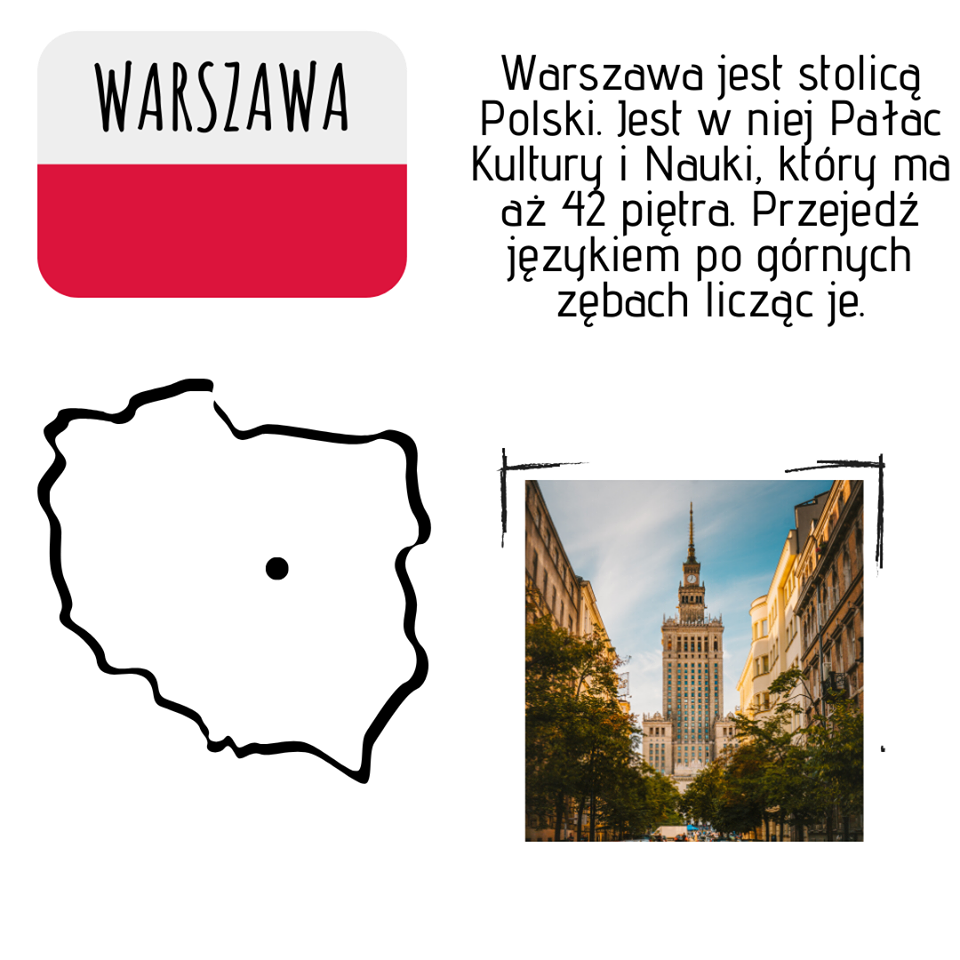 WARSZAWA
Warszawa jest stolicą
Polski. Jest w niej Pałac
Kultury i Nauki, który ma
aż 42 piętra. Przejedź
językiem po górnych
zębach licząc je.